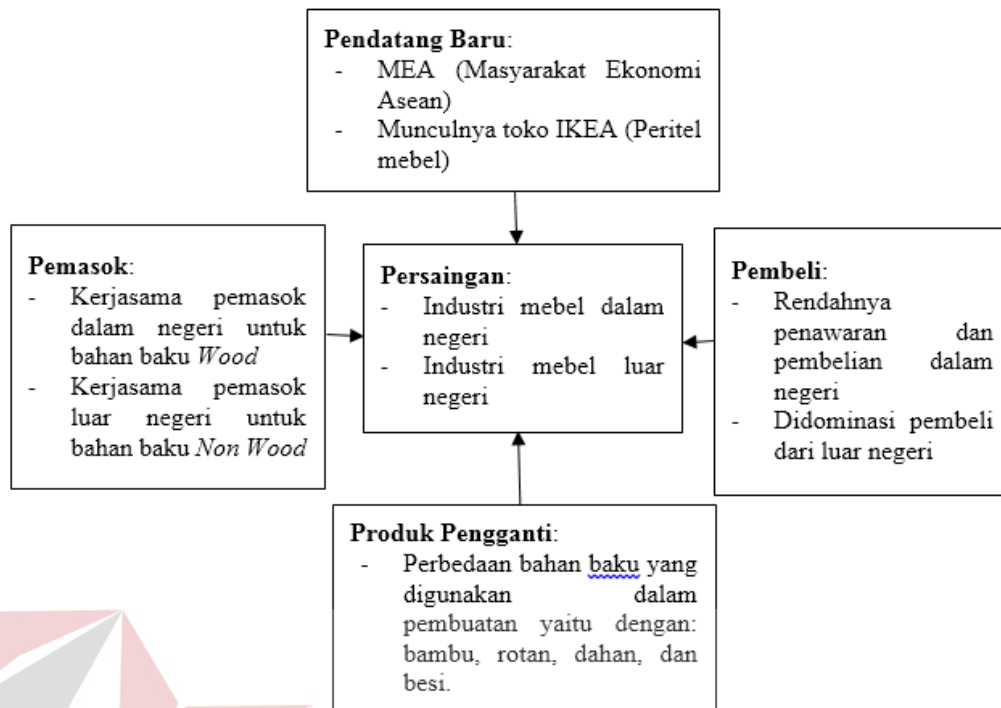 Pendatang Baru:
- MEA (Masyarakat Ekonomi
Asean)
- Munculnya toko IKEA (Peritel
mebel)
Pemasok:
- Kerjasama pemasok
dalam negeri untuk
bahan baku Wood
- Kerjasama pemasok
luar negeri untuk
bahan baku Non Wood
Persaingan:
- Industri mebel dalam
negeri
- Industri mebel luar
negeri
Pembeli:
- Rendahnya
penawaran dan
pembelian dalam
negeri
- Didominasi pembeli
dari luar negeri
Produk Pengganti:
- Perbedaan bahan baku yang
digunakan dalam
pembuatan yaitu dengan:
bambu, rotan, dahan, dan
besi.